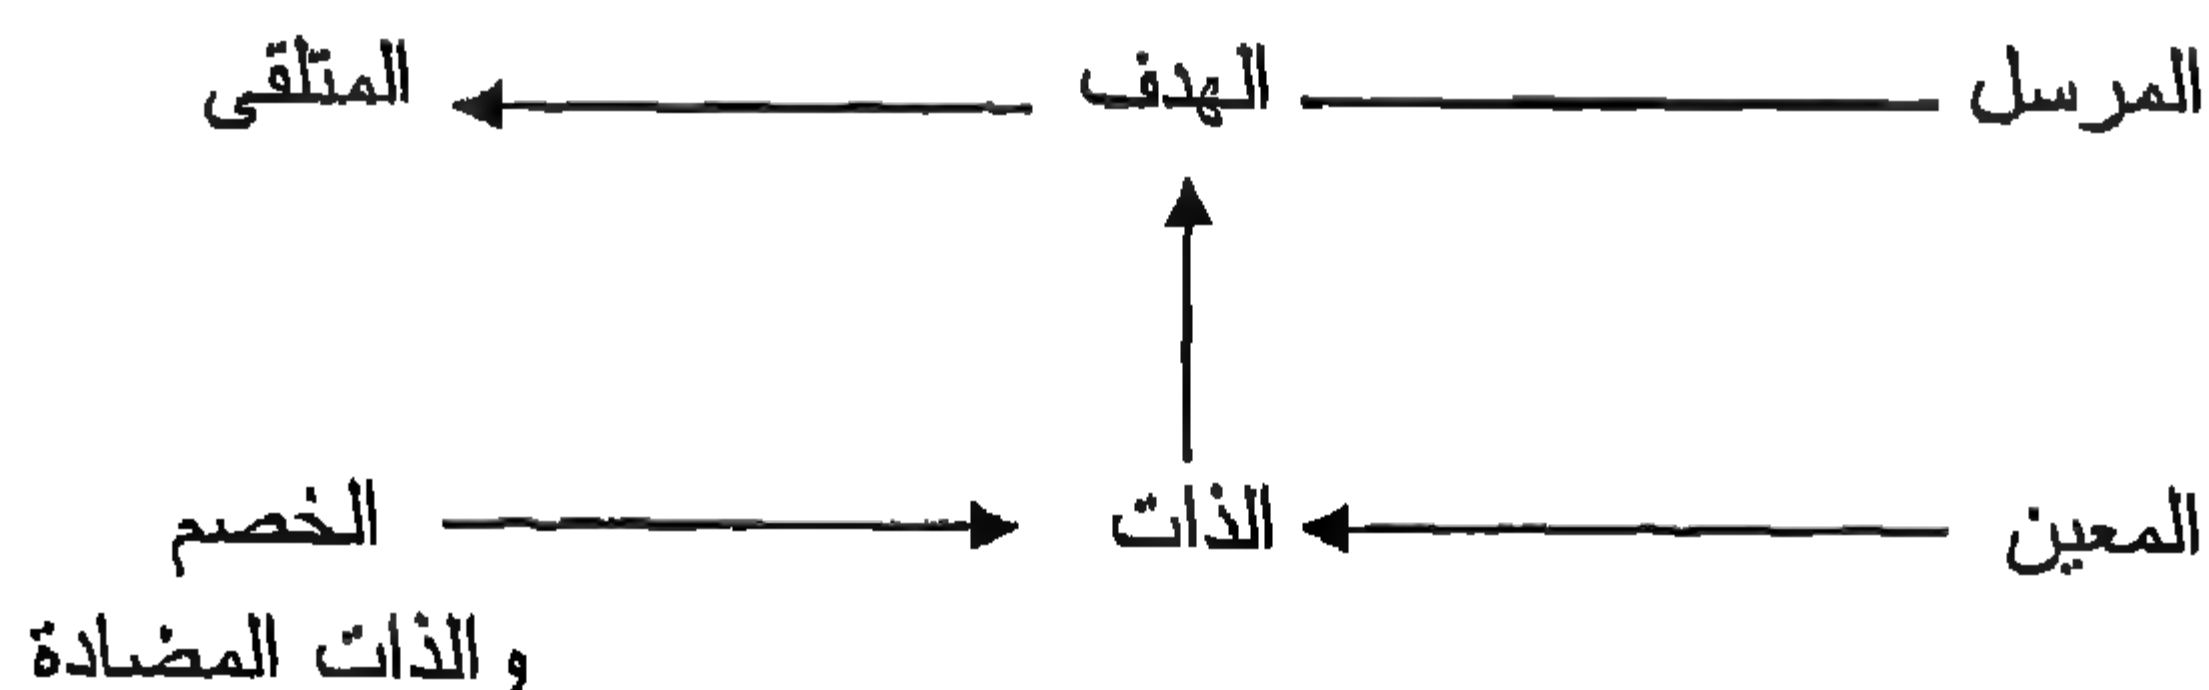 المرسل الهدف المتلقى
المعين الذات الخصم
و الذات المضادة